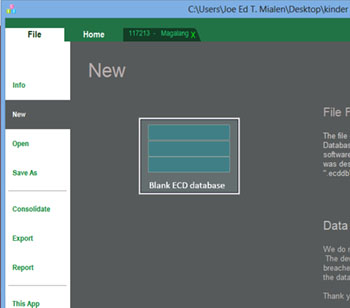 C:\Users\Joe Ed T. Mialen\Desktop\kinder
File
Home
117213 - Magalang X
New
Info
New
Open
Save As
Consolidate
Export
Report
This App
Blank ECD database
File F
The file
Databas
software
was des
".ecddb"
Data
We do n
The dev
breache
the data
Thank y